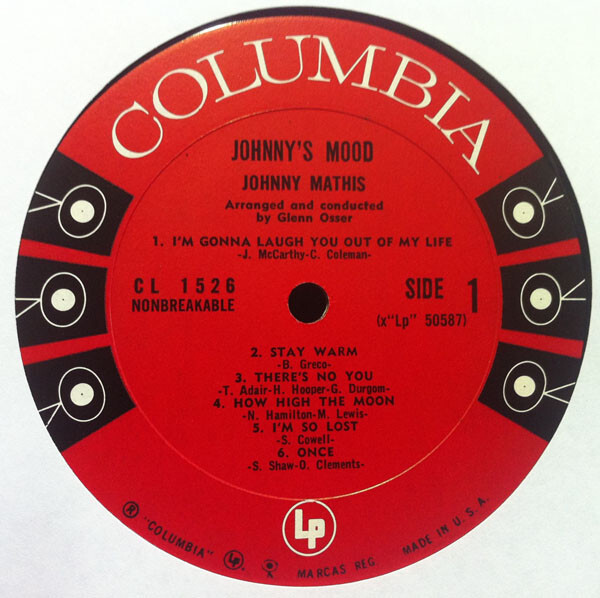 COLUMBIA
JOHNNY'S MOOD
JOHNNY MATHIS
Arranged and conducted
by Glenn Osser
1. I'M GONNA LAUGH YOU OUT OF MY LIFE
-J. McCarthy-C. Coleman-
CL 1526
NONBREAKABLE
SIDE 1
(x"Lp" 50587)
2. STAY WARM
-B. Greco-
3. THERE'S NO YOU
-T. Adair-H. Hooper-G. Durgom-
4. HOW HIGH THE MOON
-N. Hamilton-M. Lewis-
5. I'M SO LOST
-S. Cowell-
6. ONCE
-S. Shaw-O. Clements-
Lp
® "COLUMBIA" Lp MARCAS REG. MADE IN U.S.A.